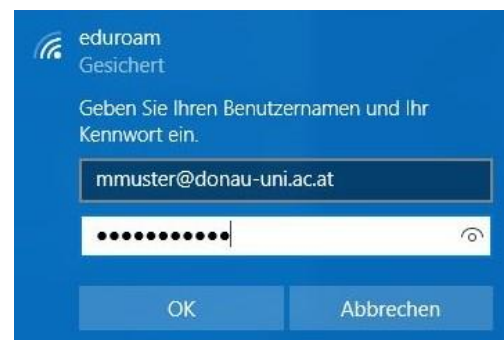 eduroam
Gesichert
Geben Sie Ihren Benutzernamen und Ihr
Kennwort ein.
mmuster@donau-uni.ac.at
●●●●●●●●●●●
OK Abbrechen